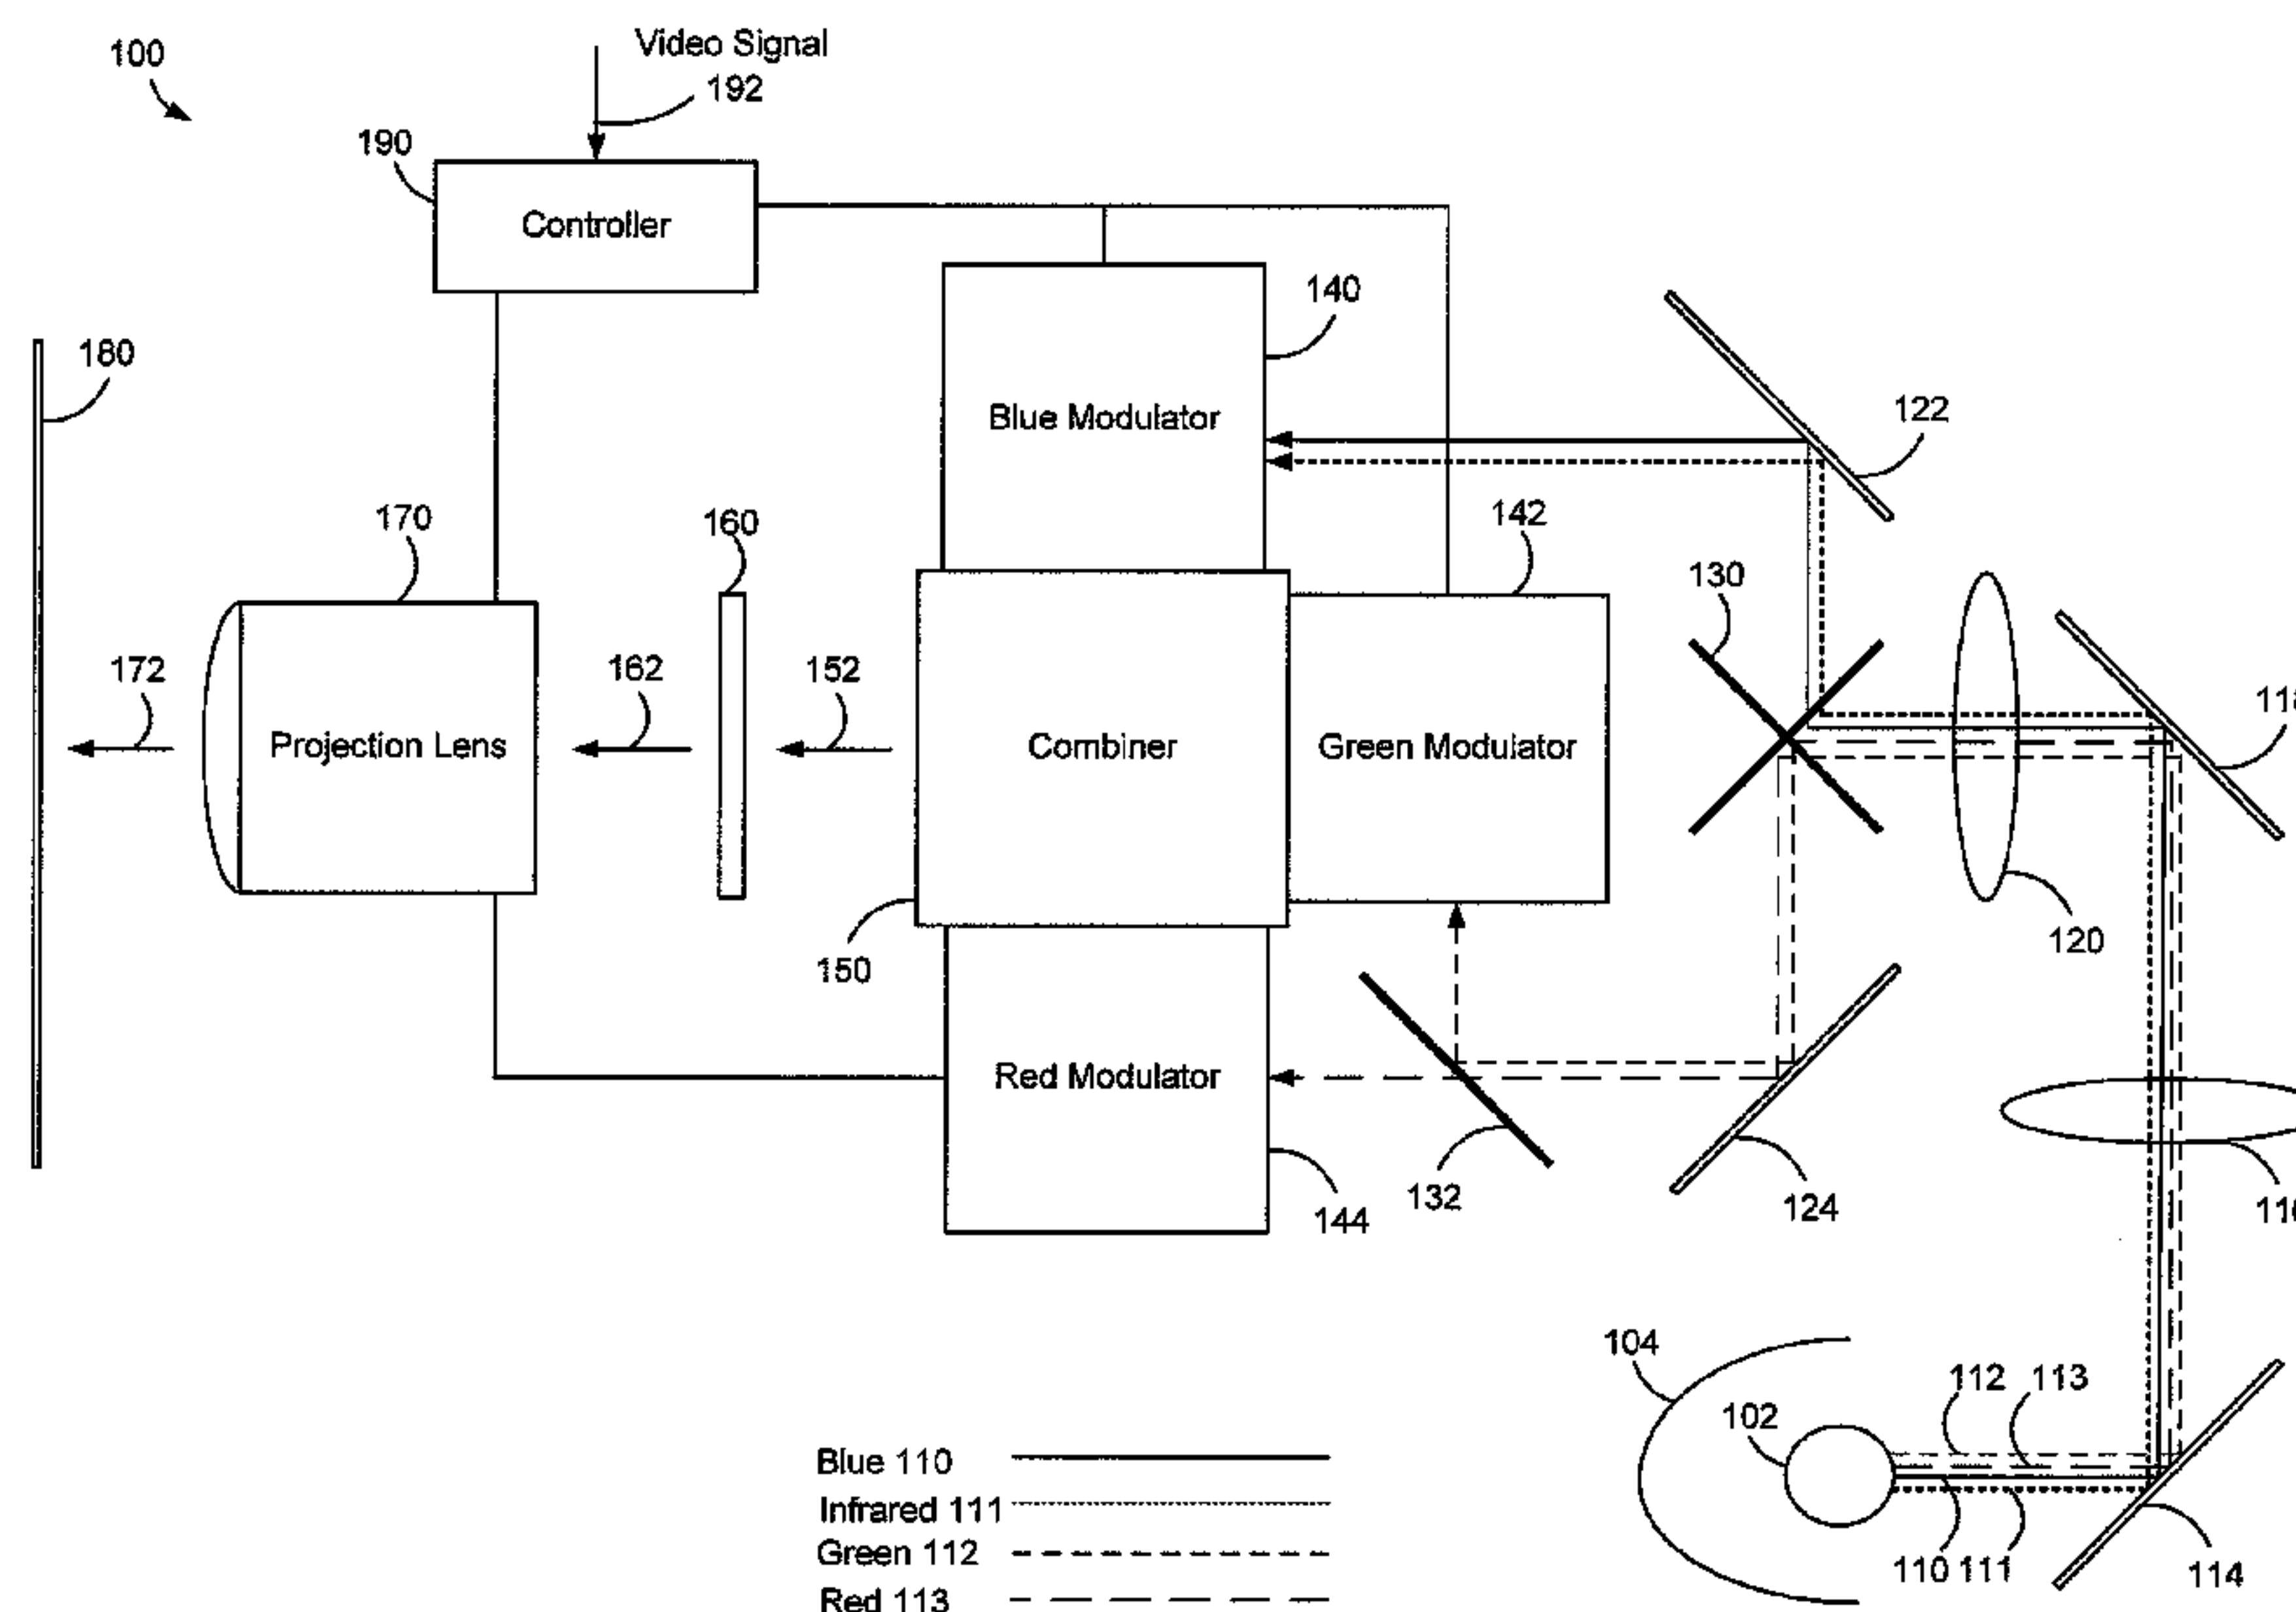 100
Video Signal
192
190
Controller
140
180
Blue Modulator
122
170
160
142
130
172
162
152
Projection Lens
Combiner
Green Modulator
120
150
Red Modulator
132
124
144
104
112
113
102
Blue 110
Infrared 111
Green 112
Red 113
110
111
114